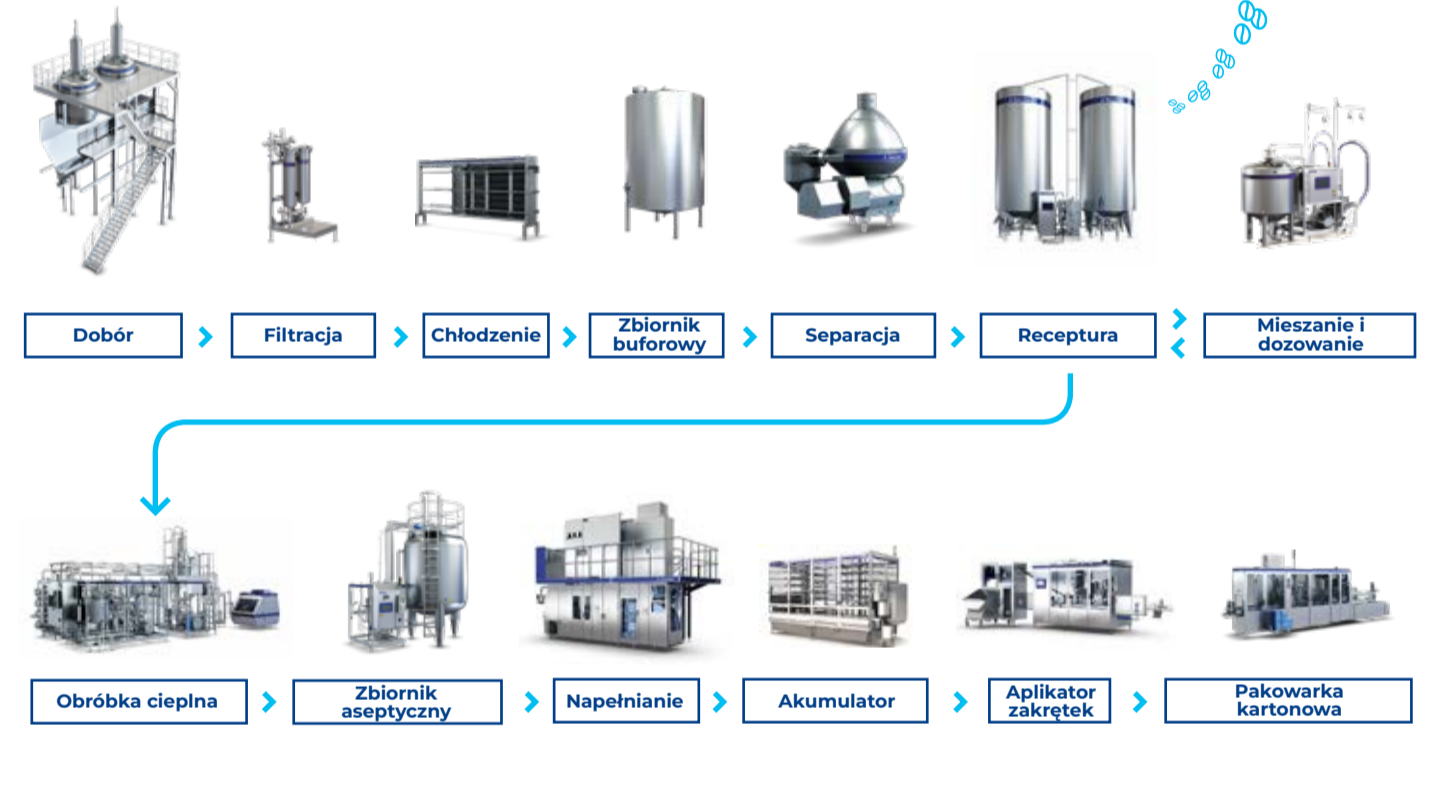 Dobór
Filtracja
Chłodzenie
Zbiornik
buforowy
Separacja
Receptura
Mieszanie i
dozowanie
Obróbka cieplna
Zbiornik
aseptyczny
Napełnianie
Akumulator
Aplikator
zakrętek
Pakowarka
kartonowa